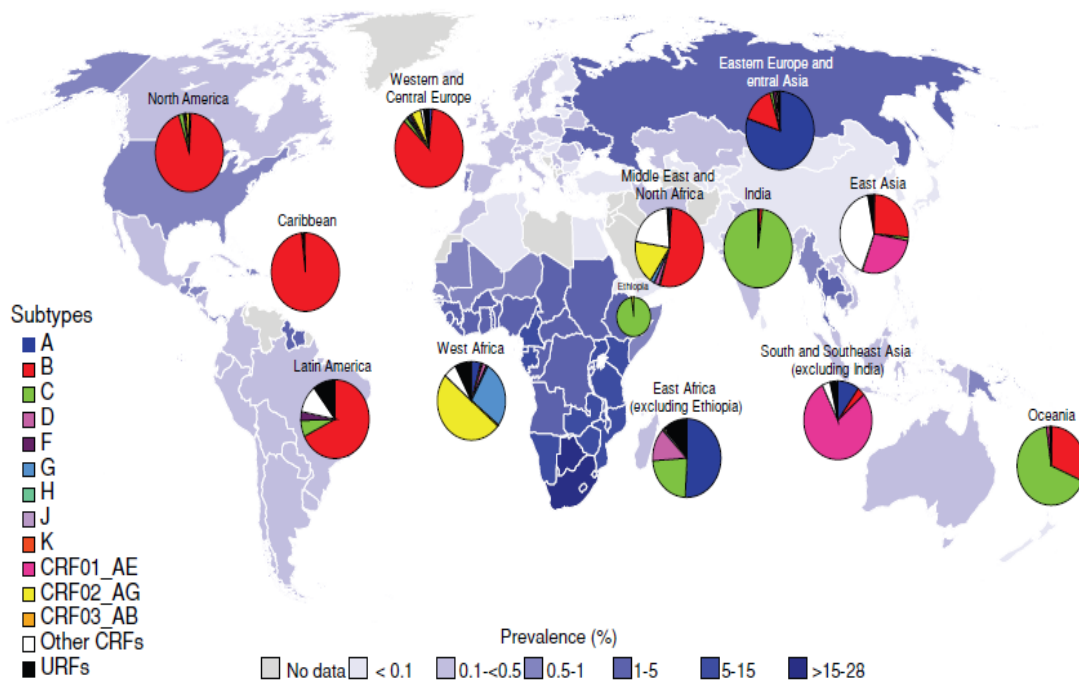 North America
Western and
Central Europe
Eastern Europe and
entral Asia
Middle East and
North Africa
India
East Asia
Caribbean
Ethiopia
Subtypes
A
B
C
D
F
G
H
J
K
CRF01_AE
CRF02_AG
CRF03_AB
Other CRFs
URFs
Latin America
West Africa
East Africa
(excluding Ethiopia)
South and Southeast Asia
(excluding India)
Oceania
Prevalence (%)
No data
< 0.1
0.1-<0.5
0.5-1
1-5
5-15
>15-28